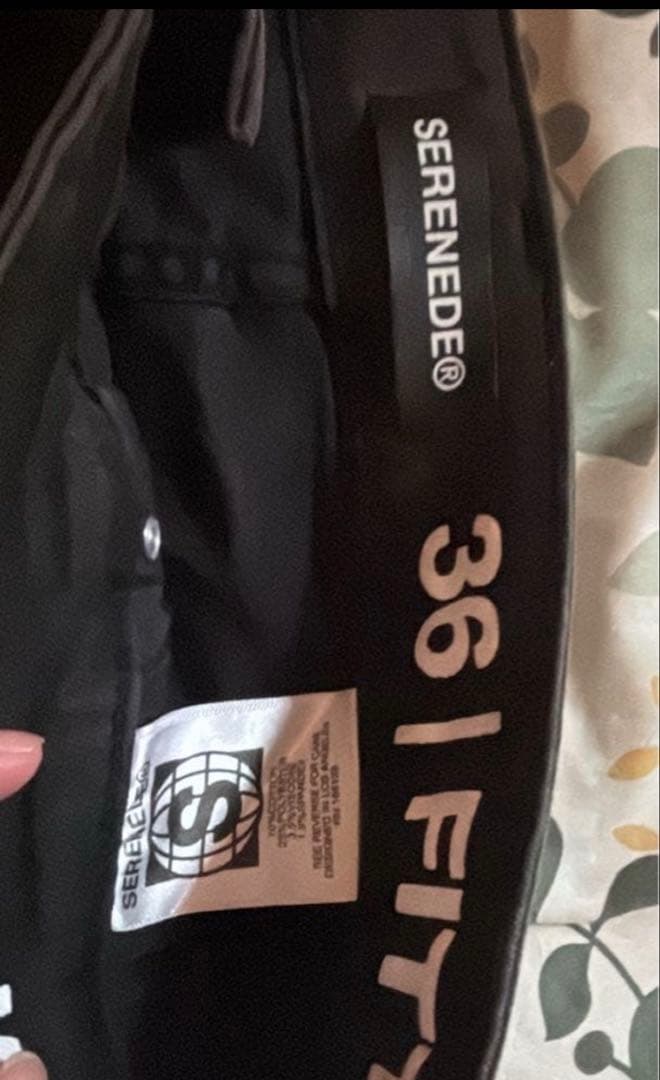 SERENEDE®
36 | FIT
SERENEDE®
S
SEE REVERSE FOR CARE
DESIGNED IN LOS ANGELES